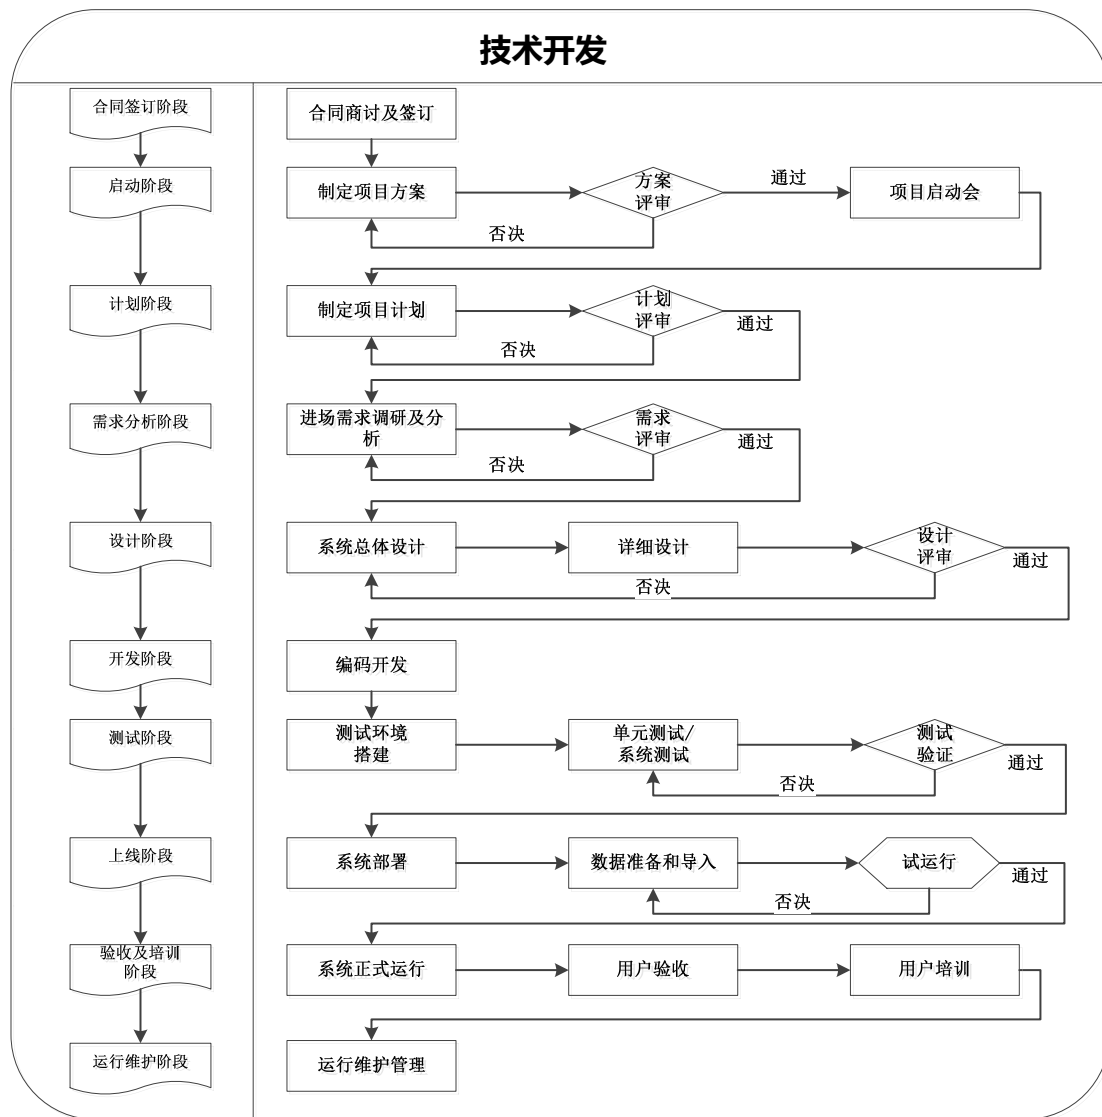 技术开发
合同签订阶段
合同商讨及签订
启动阶段
制定项目方案
方案
评审
通过
项目启动会
否决
计划阶段
制定项目计划
计划
评审
通过
否决
需求分析阶段
进场需求调研及分
析
需求
评审
通过
否决
设计阶段
系统总体设计
详细设计
设计
评审
通过
否决
开发阶段
编码开发
测试阶段
测试环境
搭建
单元测试/
系统测试
测试
验证
通过
否决
上线阶段
系统部署
数据准备和导入
试运行
通过
否决
验收及培训
阶段
系统正式运行
用户验收
用户培训
运行维护阶段
运行维护管理